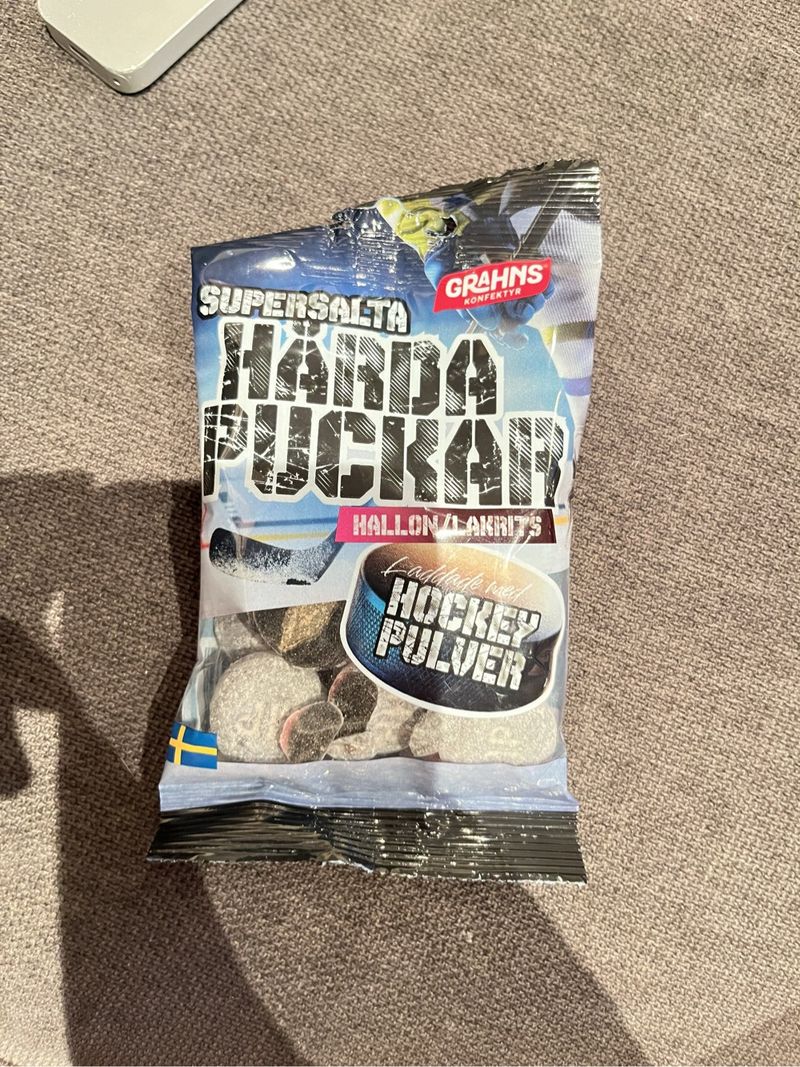 GRAHNS
KONFEKTYR
SUPERSALTA
HÅRDA
PUCKAR
HALLON/LAKRITS
Laddade med
HOCKEY
PULVER